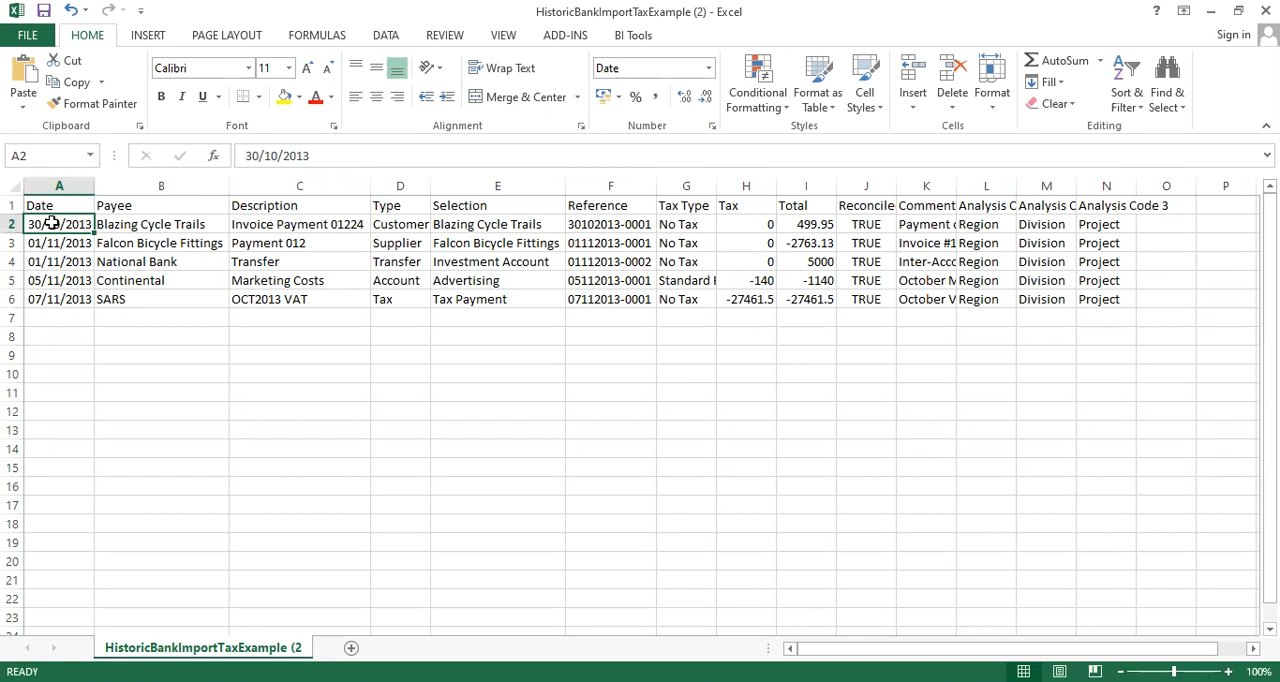 HistoricBankImportTaxExample (2) - Excel
? 
FILE HOME INSERT PAGE LAYOUT FORMULAS DATA REVIEW VIEW ADD-INS BI Tools Sign in
Paste Cut Copy Format Painter
Clipboard
Calibri 11
B I U
Font
Wrap Text
Merge & Center
Alignment
Date
% ,
Number
Conditional Formatting Format as Table Cell Styles
Styles
Insert Delete Format
Cells
AutoSum Fill Clear Sort & Filter Find & Select
Editing
A2 fx 30/10/2013
A B C D E F G H I J K L M N O P
1 Date Payee Description Type Selection Reference Tax Type Tax Total Reconcile Comment Analysis C Analysis C Analysis Code 3
2 30/ /2013 Blazing Cycle Trails Invoice Payment 01224 Customer Blazing Cycle Trails 30102013-0001 No Tax 0 499.95 TRUE Payment Region Division Project
3 01/11/2013 Falcon Bicycle Fittings Payment 012 Supplier Falcon Bicycle Fittings 01112013-0001 No Tax 0 -2763.13 TRUE Invoice #1 Region Division Project
4 01/11/2013 National Bank Transfer Transfer Investment Account 01112013-0002 No Tax 0 5000 TRUE Inter-Acc Region Division Project
5 05/11/2013 Continental Marketing Costs Account Advertising 05112013-0001 Standard -140 -1140 TRUE October M Region Division Project
6 07/11/2013 SARS OCT2013 VAT Tax Tax Payment 07112013-0001 No Tax -27461.5 -27461.5 TRUE October V Region Division Project
7
8
9
10
11
12
13
14
15
16
17
18
19
20
21
22
23
HistoricBankImportTaxExample (2
READY 100%